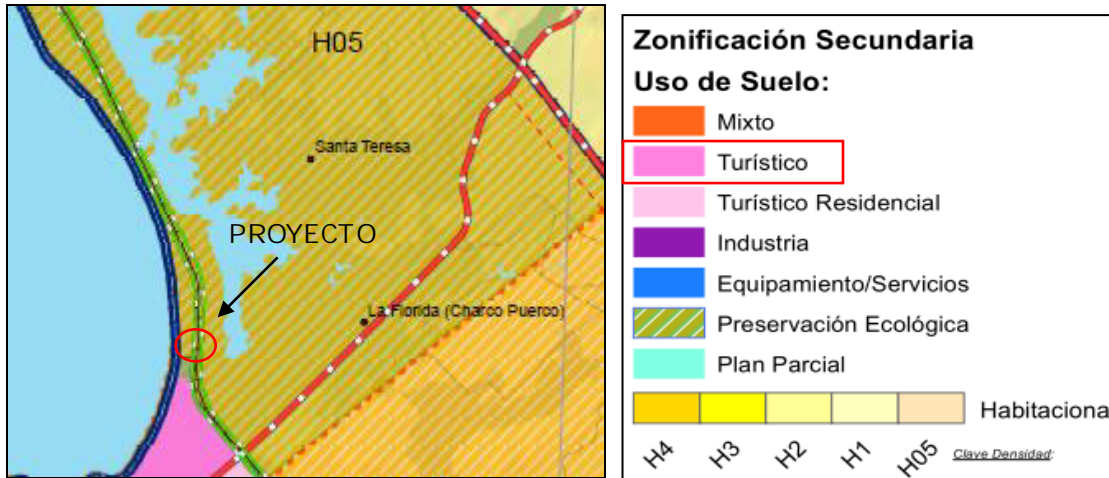 H05
Santa Teresa
PROYECTO
La Florida (Charco Puerco)
Zonificación Secundaria
Uso de Suelo:
Mixto
Turístico
Turístico Residencial
Industria
Equipamiento/Servicios
Preservación Ecológica
Plan Parcial
Habitaciona
H4 H3 H2 H1 H05 Clave Densidad: